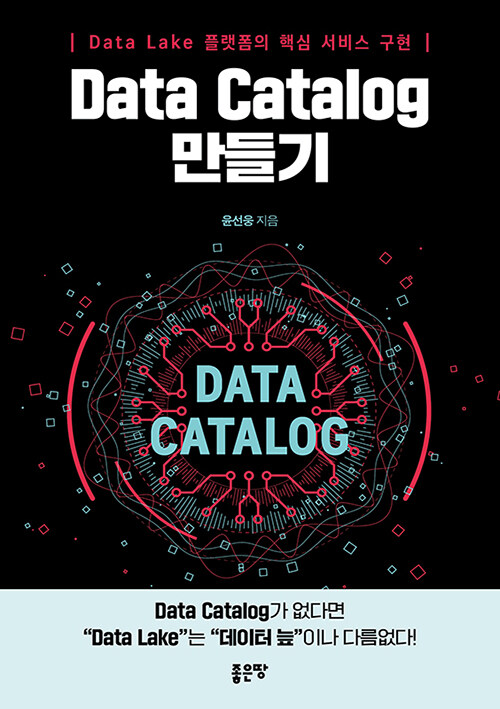 | Data Lake 플랫폼의 핵심 서비스 구현 |
Data Catalog
만들기
윤선웅 지음
DATA
CATALOG
Data Catalog가 없다면
“Data Lake”는 “데이터 늪”이나 다름없다!
좋은땅